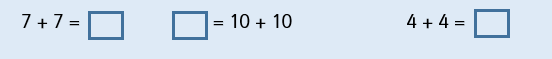 7 + 7 = □ □ = 10 + 10 4 + 4 = □